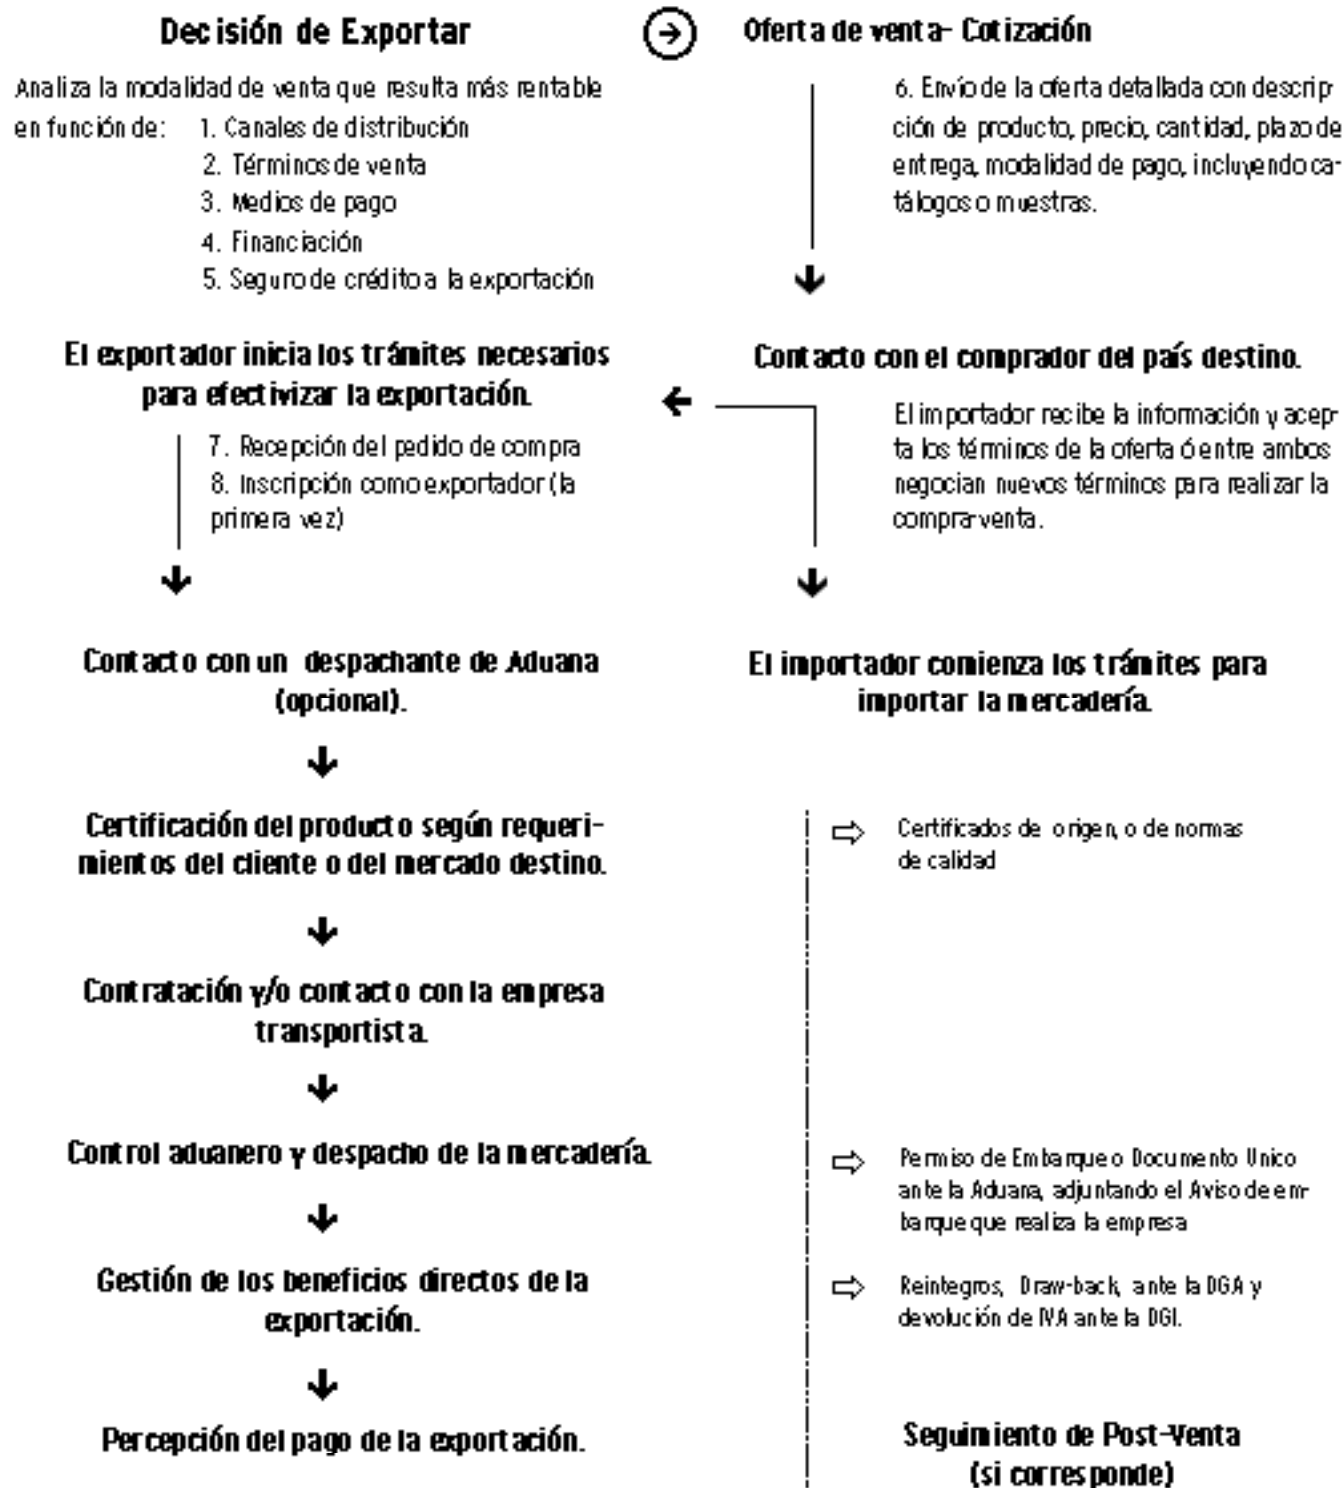 Decisión de Exportar
Analiza la modalidad de venta que resulta más rentable
en función de: 1. Canales de distribución
2. Términos de venta
3. Medios de pago
4. Financiación
5. Seguro de crédito a la exportación
Oferta de venta- Cotización
6. Envío de la oferta detallada con descrip
ción de producto, precio, cantidad, plazo de
entrega, modalidad de pago, incluyendo ca-
tálogos o muestras.
Contacto con el comprador del país destino.
El importador recibe la información y acep-
ta los términos de la oferta ó entre ambos
negocian nuevos términos para realizar la
compra-venta.
El exportador inicia los trámites necesarios
para efectivizar la exportación.
7. Recepción del pedido de compra
8. Inscripción como exportador (la
primera vez)
El importador comienza los trámites para
importar la mercadería.
Contacto con un despachante de Aduana
(opcional).
Certificación del producto según requeri-
mientos del cliente o del mercado destino.
Certificados de origen, o de normas
de calidad
Contratación y/o contacto con la empresa
transportista.
Control aduanero y despacho de la mercadería.
Permiso de Embarque o Documento Unico
ante la Aduana, adjuntando el Aviso de em-
barque que realiza la empresa
Gestión de los beneficios directos de la
exportación.
Reintegros, Draw-back, ante la DGA y
devolución de IVA ante la DGI.
Percepción del pago de la exportación.
Seguimiento de Post-Venta
(si corresponde)